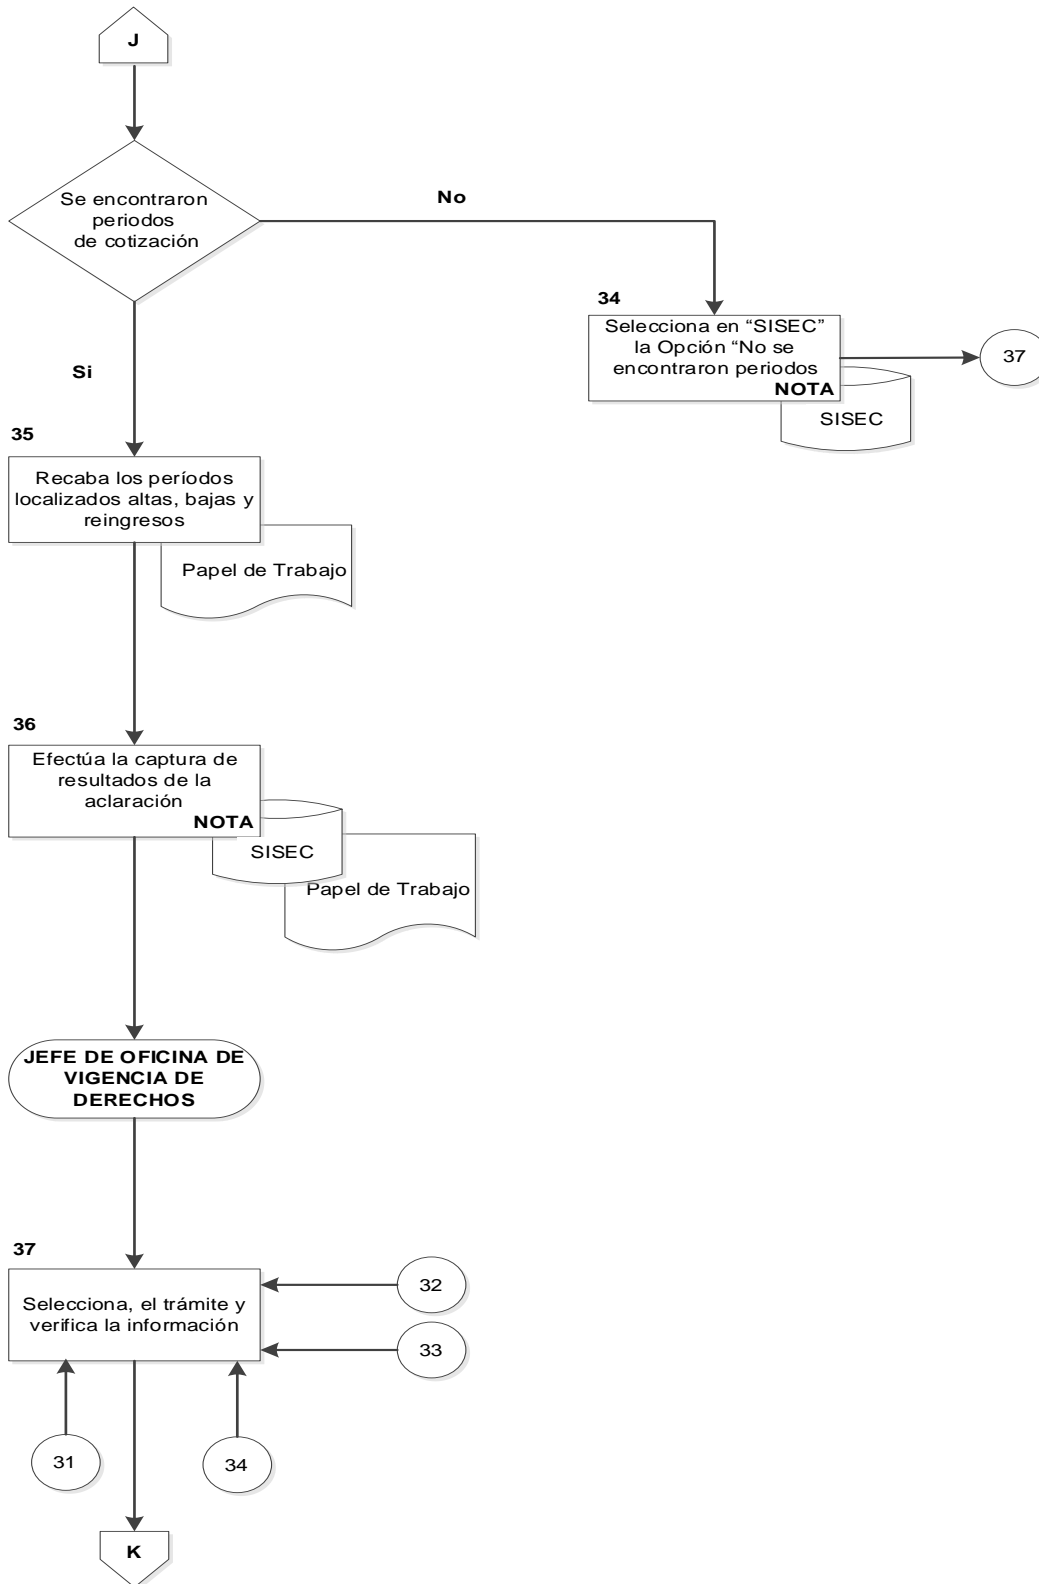 J
Se encontraron
periodos
de cotización
No
Si
34
Selecciona en “SISEC”
la Opción “No se
encontraron periodos
NOTA
SISEC
37
35
Recaba los períodos
localizados altas, bajas y
reingresos
Papel de Trabajo
36
Efectúa la captura de
resultados de la
aclaración
NOTA
SISEC
Papel de Trabajo
JEFE DE OFICINA DE
VIGENCIA DE
DERECHOS
37
Selecciona, el trámite y
verifica la información
32
33
31
34
K